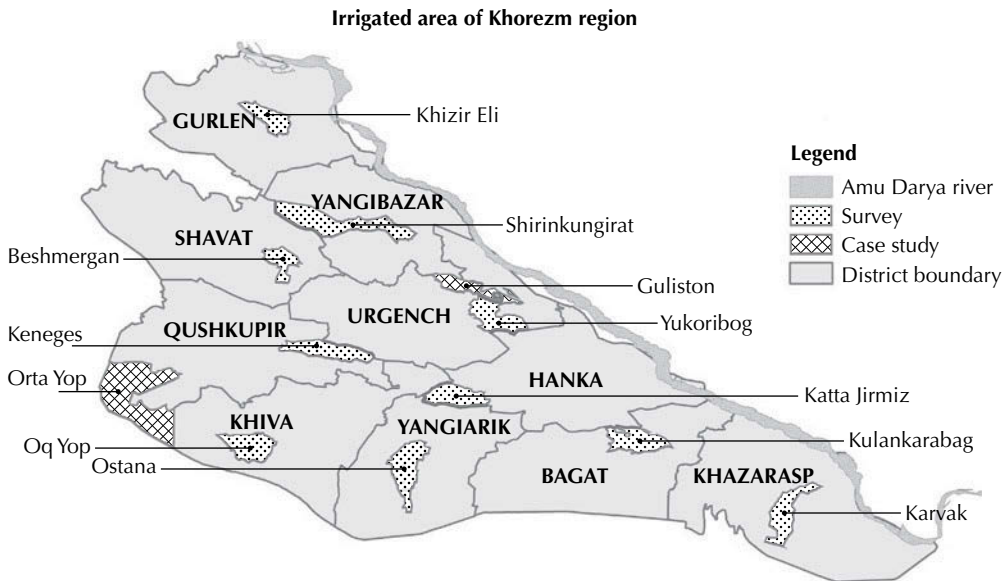 Irrigated area of Khorezm region
GURLEN
Khizir Eli
Legend
Amu Darya river
Survey
Case study
District boundary
YANGIBAZAR
Shirinkungirat
SHAVAT
Beshmergan
Guliston
URGENCH
Yukoribog
QUSHKUPIR
Keneges
Orta Yop
HANKA
Katta Jirmiz
KHIVA
YANGIARIK
Oq Yop
Ostana
Kulankarabag
BAGAT
KHAZARASP
Karvak